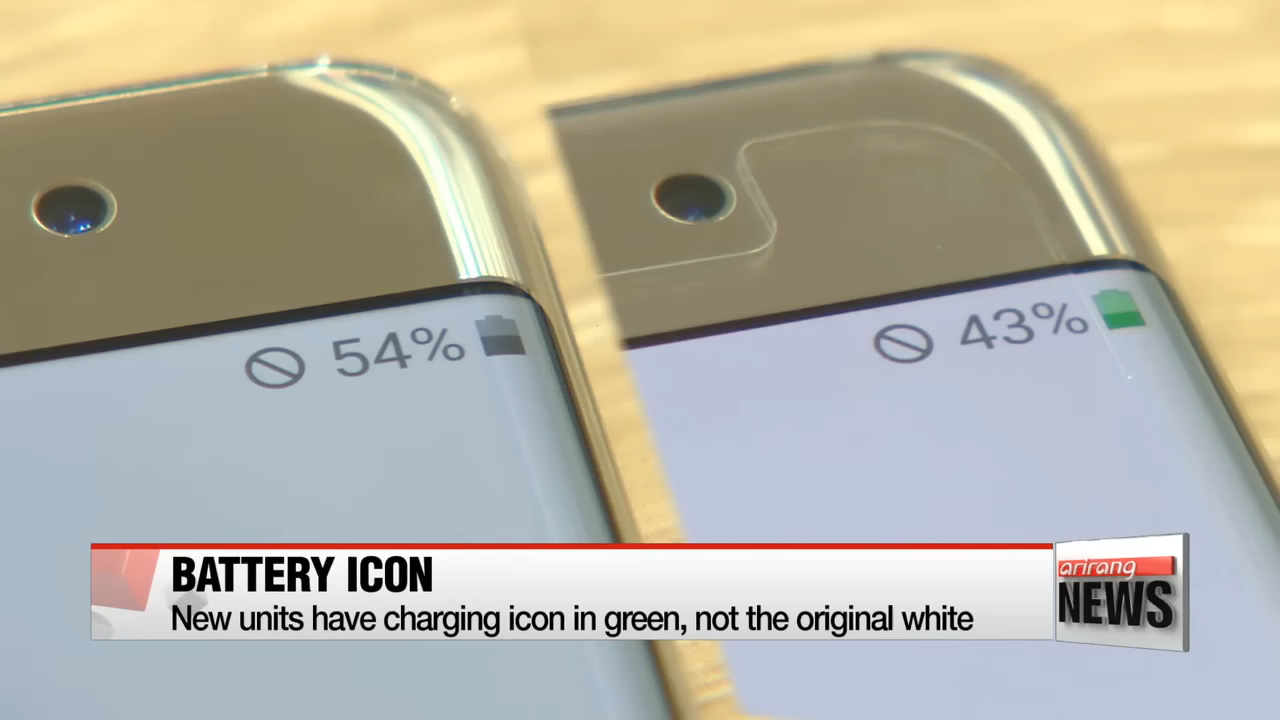 54%
43%
BATTERY ICON
New units have charging icon in green, not the original white
arirang
NEWS